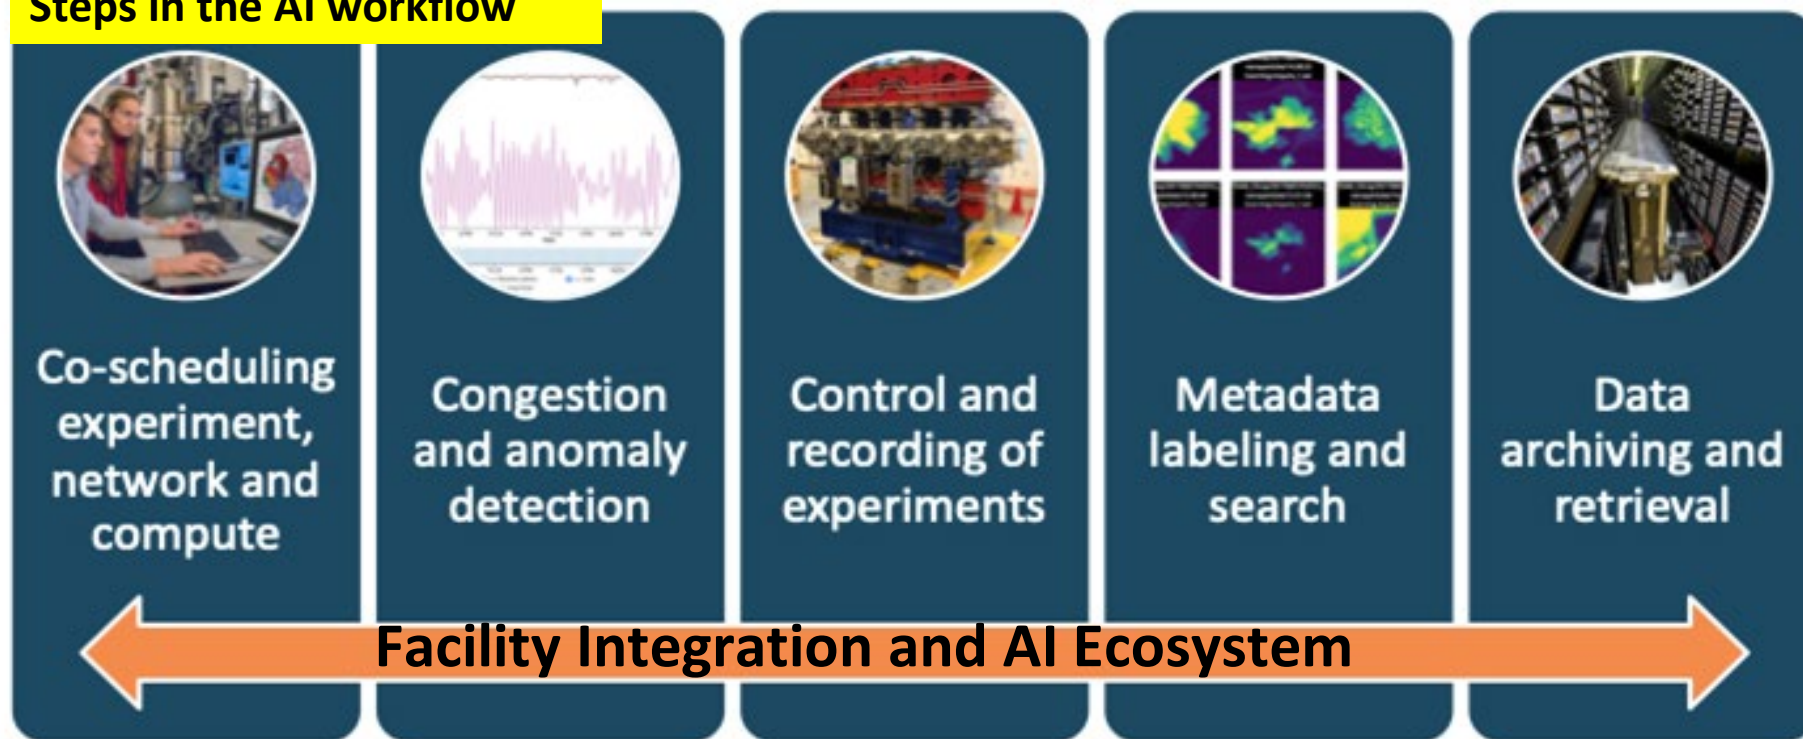 Steps in the AI workflow
Co-scheduling
experiment,
network and
compute
Congestion
and anomaly
detection
Control and
recording of
experiments
Metadata
labeling and
search
Data
archiving and
retrieval
Facility Integration and AI Ecosystem